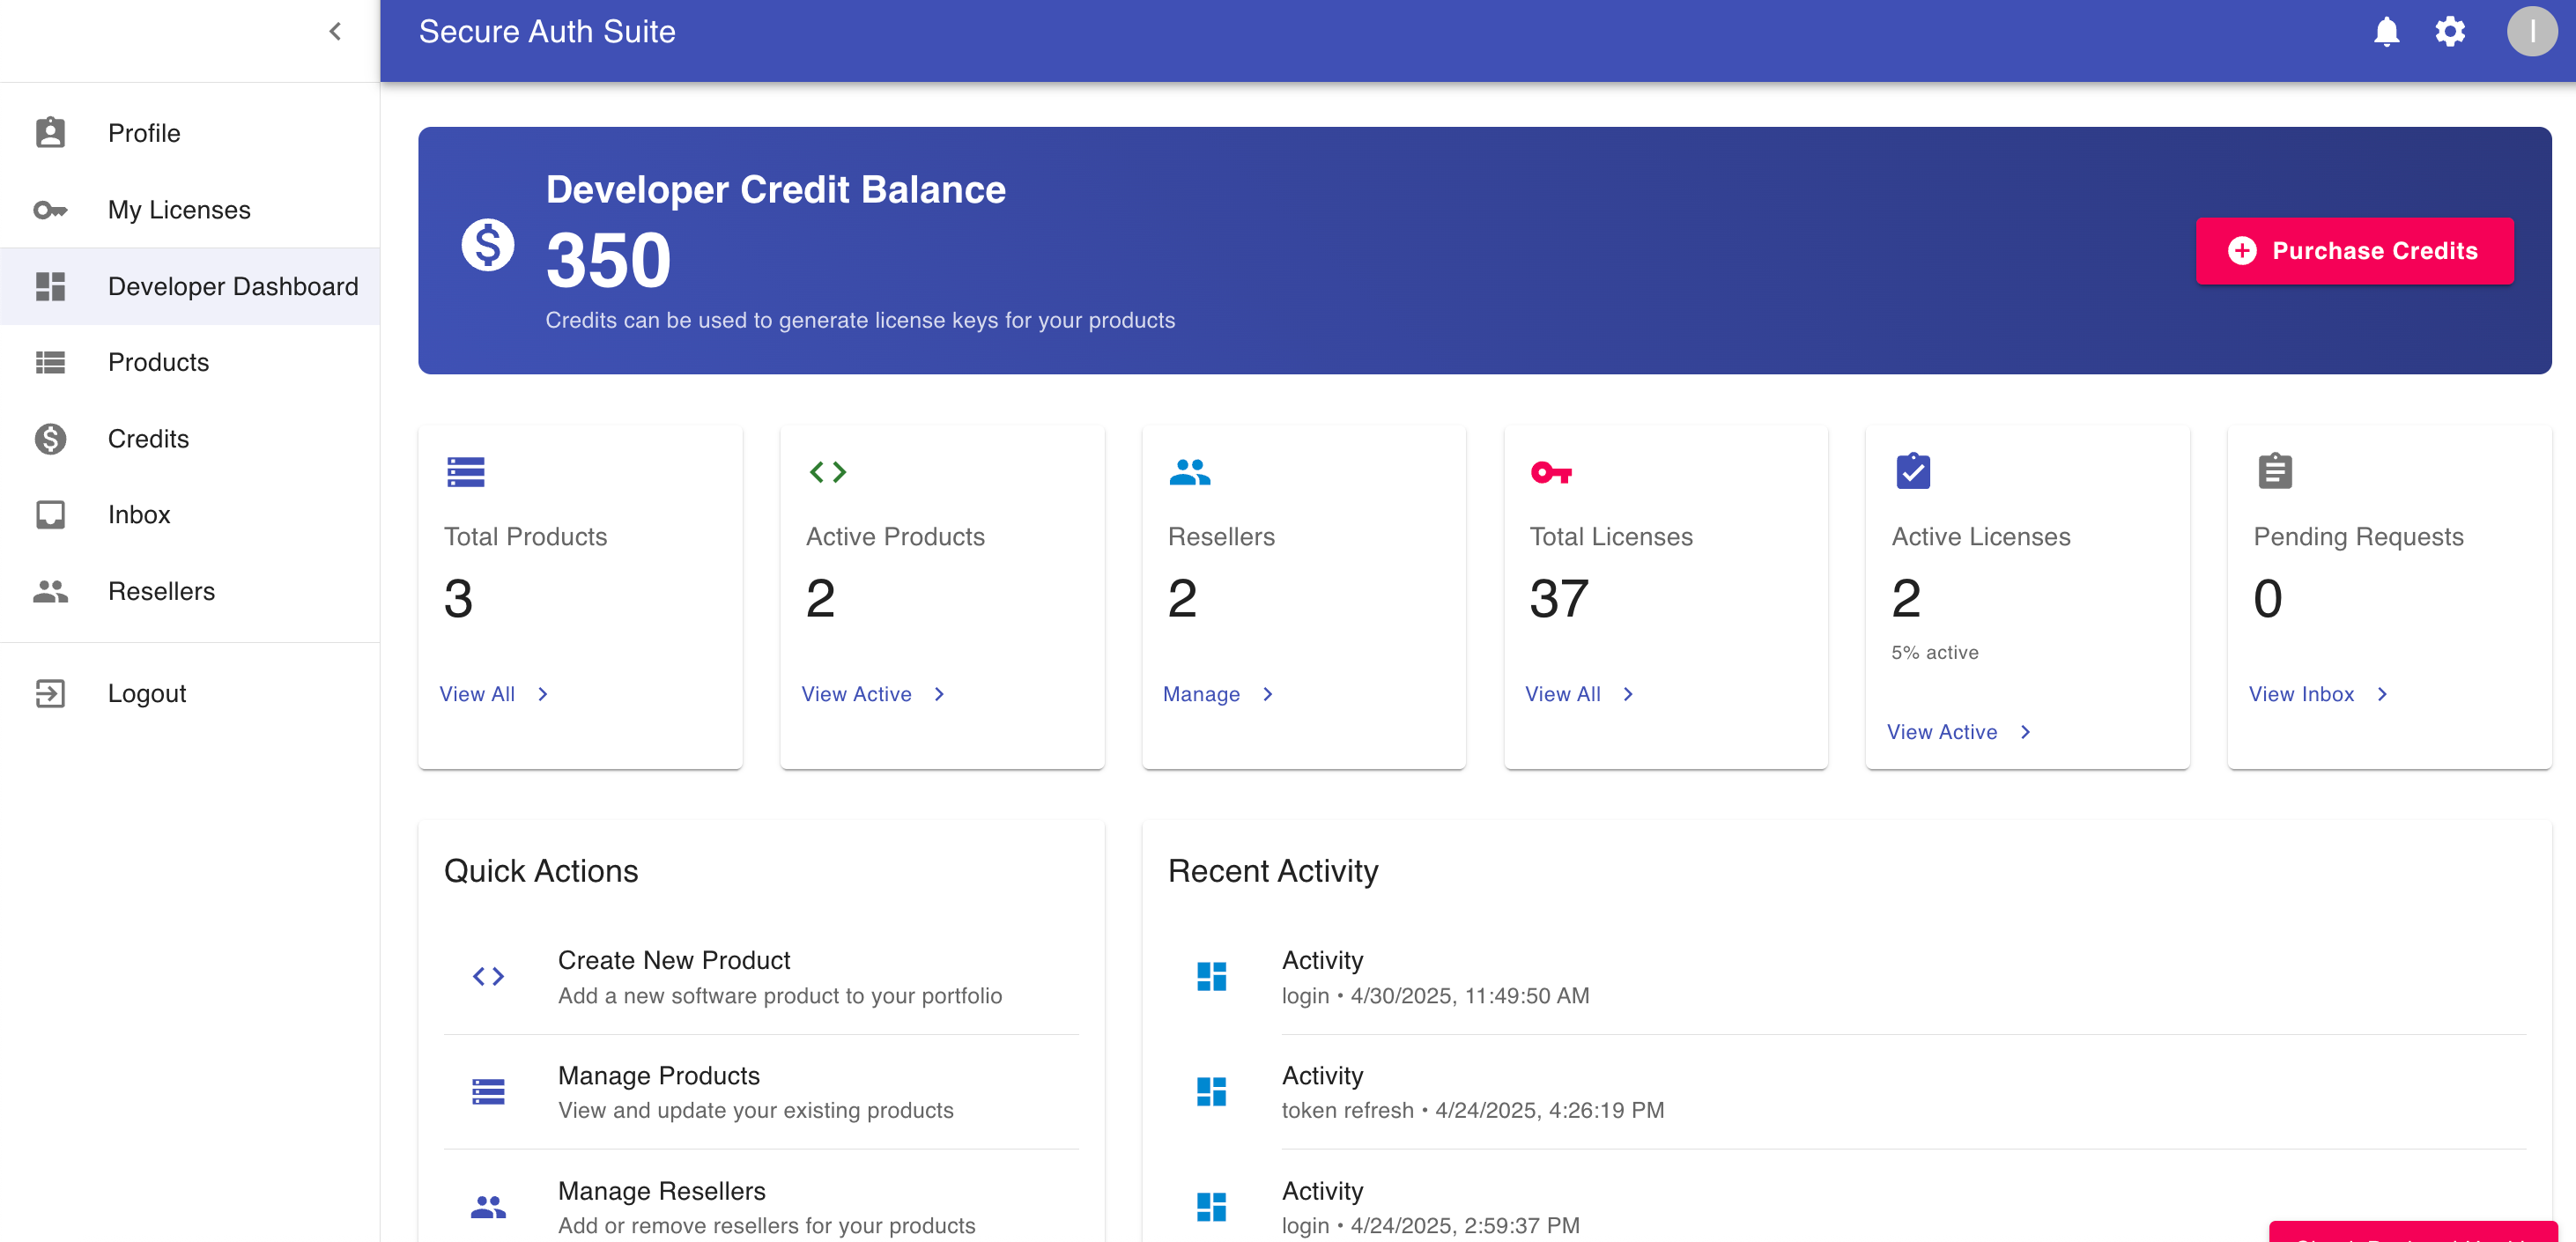 Secure Auth Suite
I
Profile
My Licenses
Developer Dashboard
Products
Credits
Inbox
Resellers
Logout
Developer Credit Balance
350
Credits can be used to generate license keys for your products
Purchase Credits
Total Products
3
View All
Active Products
2
View Active
Resellers
2
Manage
Total Licenses
37
View All
Active Licenses
2
5% active
View Active
Pending Requests
0
View Inbox
Quick Actions
Create New Product
Add a new software product to your portfolio
Manage Products
View and update your existing products
Manage Resellers
Add or remove resellers for your products
Recent Activity
Activity
login • 4/30/2025, 11:49:50 AM
Activity
token refresh • 4/24/2025, 4:26:19 PM
Activity
login • 4/24/2025, 2:59:37 PM